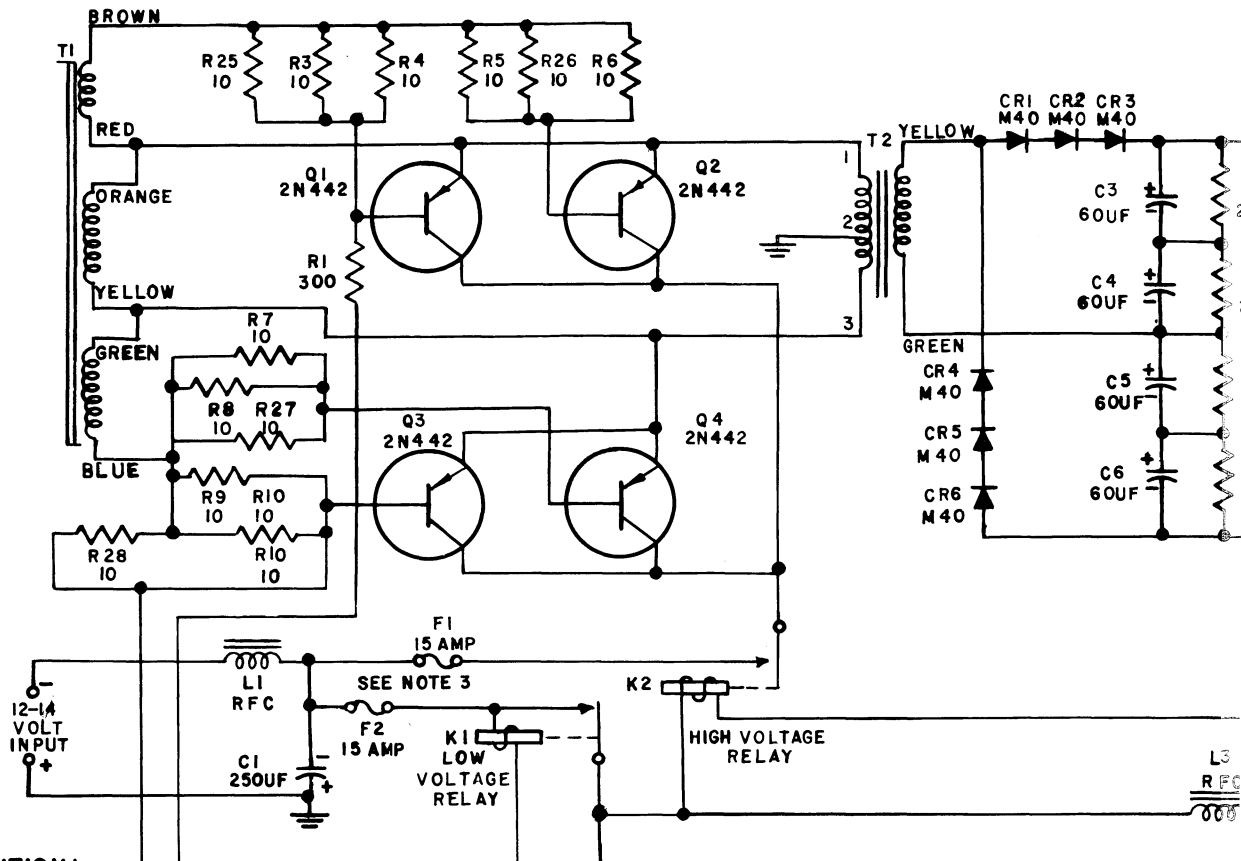 BROWN
T1
R25
10
R3
10
R4
10
R5
10
R26
10
R6
10
CR1
M40
CR2
M40
CR3
M40
RED
1
T2
YELLOW
Q1
2N442
Q2
2N442
ORANGE
2
C3
60UF
+
-
R1
300
C4
60UF
+
-
YELLOW
R7
10
3
GREEN
GREEN
CR4
M40
C5
60UF
+
-
R8
10
R27
10
Q3
2N442
Q4
2N442
CR5
M40
BLUE
R9
10
R10
10
C6
60UF
+
-
CR6
M40
R28
10
R10
10
F1
15 AMP
-
L1
RFC
SEE NOTE 3
K2
12-14
VOLT
INPUT
+
F2
15 AMP
K1
LOW
VOLTAGE
RELAY
HIGH VOLTAGE
RELAY
C1
250UF
-
+
L3
RFC